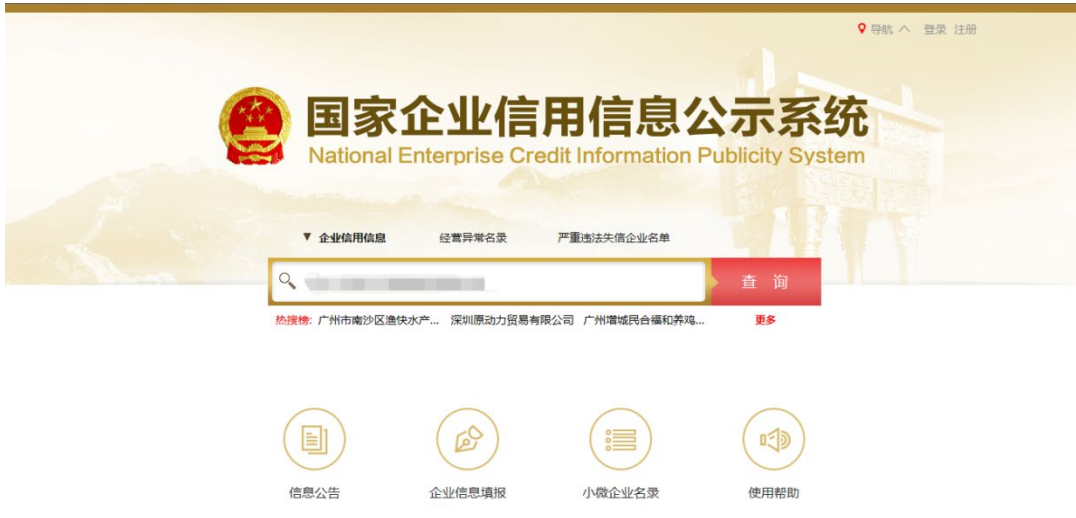 导航 登录 注册
国家企业信用信息公示系统
National Enterprise Credit Information Publicity System
企业信用信息 经营异常名录 严重违法失信企业名单
查 询
热搜榜: 广州市南沙区渔快水产... 深圳原动力贸易有限公司 广州增城民合福和养鸡... 更多
信息公告 企业信息填报 小微企业名录 使用帮助